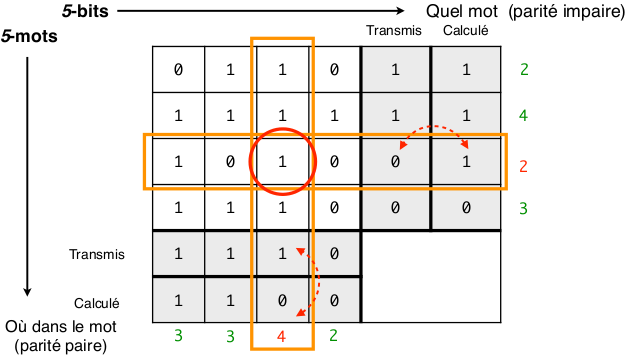 5-bits
Quel mot (parité impaire)
5-mots
Transmis Calculé
0 1 1 0 1 1 2
1 1 1 1 1 1 4
1 0 1 0 0 1 2
1 1 1 0 0 0 3
Transmis 1 1 1 0
Calculé 1 1 0 0
Où dans le mot
(parité paire)
3 3 4 2